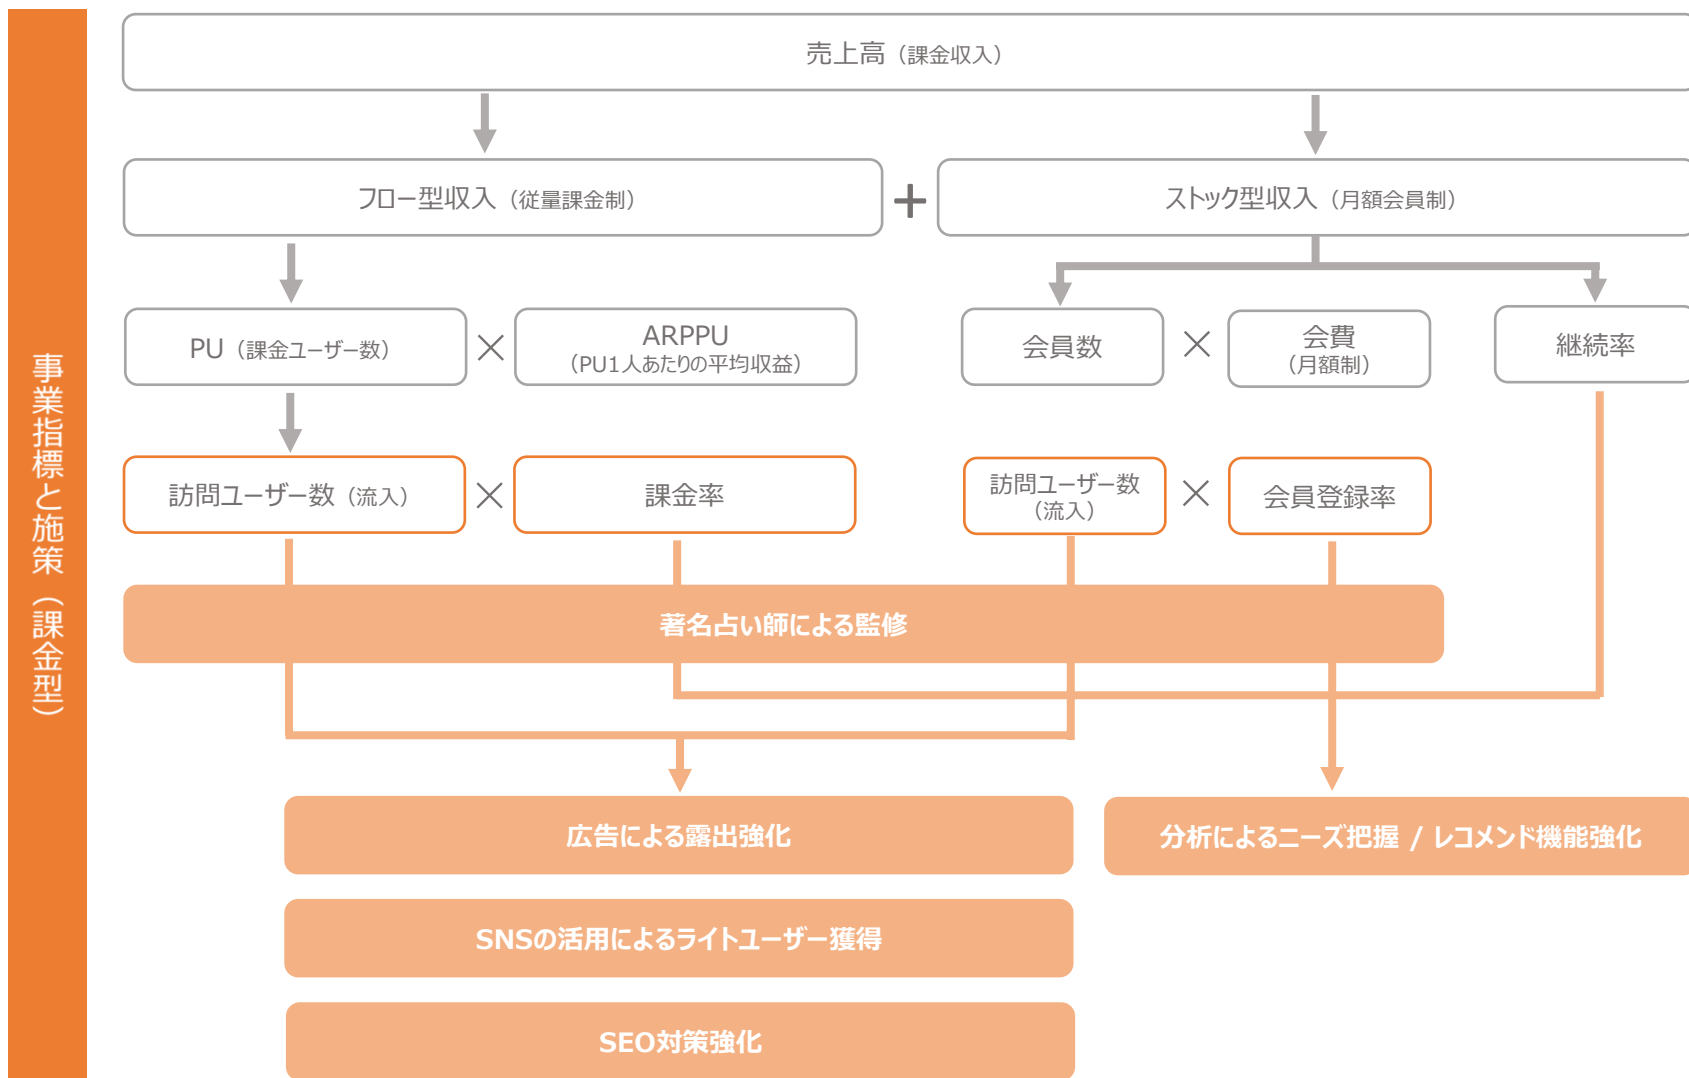 事業指標と施策（課金型）
売上高（課金収入）
フロー型収入（従量課金制）
+
ストック型収入（月額会員制）
PU（課金ユーザー数）
×
ARPPU
（PU1人あたりの平均収益）
会員数
×
会費
（月額制）
継続率
訪問ユーザー数（流入）
×
課金率
訪問ユーザー数
（流入）
×
会員登録率
著名占い師による監修
広告による露出強化
分析によるニーズ把握 / レコメンド機能強化
SNSの活用によるライトユーザー獲得
SEO対策強化